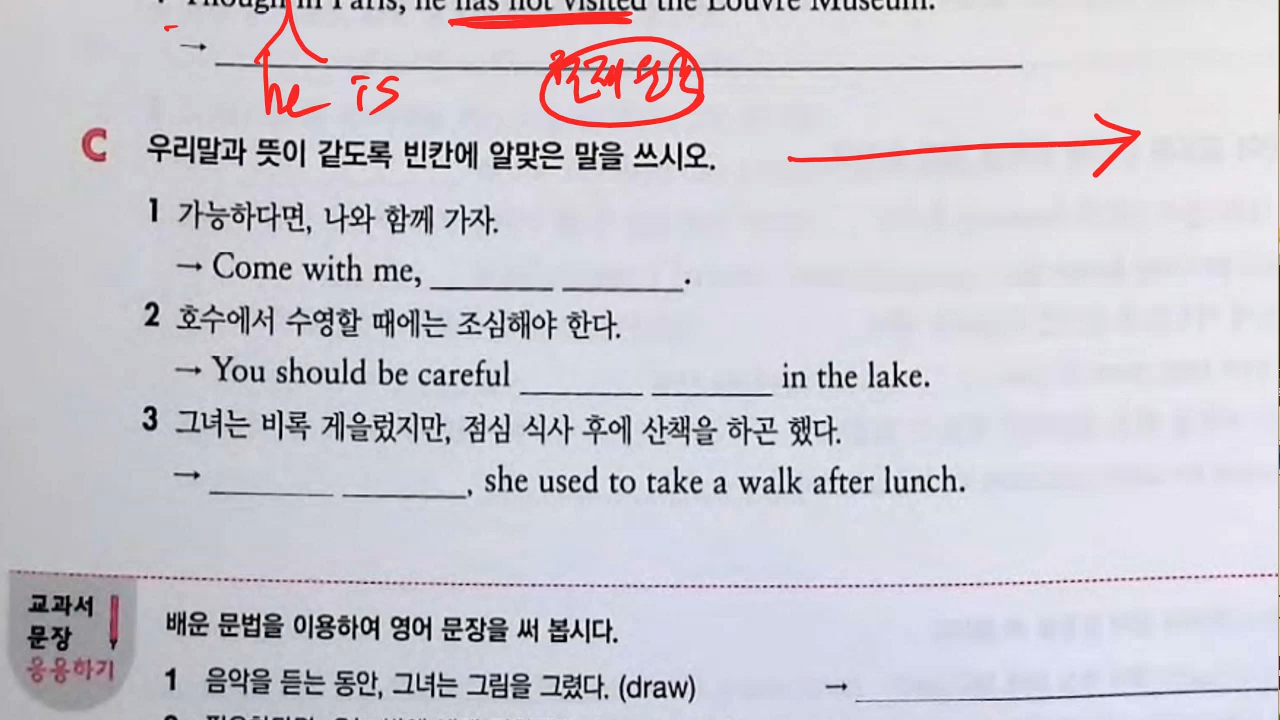 in Paris, he has not visited the Louvre Museum.
→
he is
현재완료
C 우리말과 뜻이 같도록 빈칸에 알맞은 말을 쓰시오.
1 가능하다면, 나와 함께 가자.
→ Come with me, ________ ________.
2 호수에서 수영할 때에는 조심해야 한다.
→ You should be careful ________ ________ in the lake.
3 그녀는 비록 게을렀지만, 점심 식사 후에 산책을 하곤 했다.
→ ________ ________, she used to take a walk after lunch.
교과서
문장
응용하기
배운 문법을 이용하여 영어 문장을 써 봅시다.
1 음악을 듣는 동안, 그녀는 그림을 그렸다. (draw) →